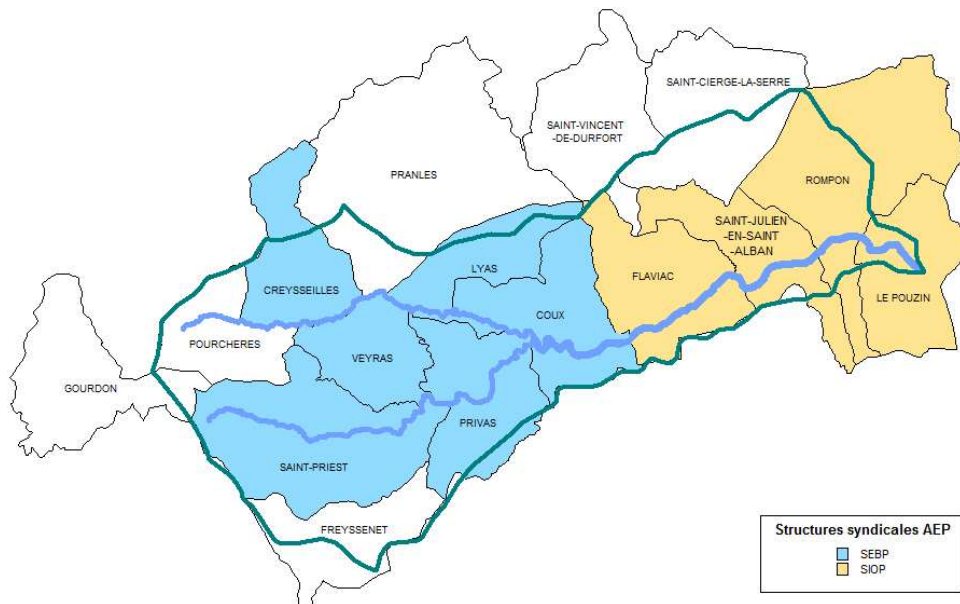 SAINT-CIERGE-LA-SERRE
SAINT-VINCENT
-DE-DURFORT
PRANLES
ROMPON
SAINT-JULIEN
-EN-SAINT
-ALBAN
LYAS
FLAVIAC
CREYSSEILLES
LE POUZIN
COUX
POURCHERES
VEYRAS
GOURDON
PRIVAS
SAINT-PRIEST
FREYSSENET
Structures syndicales AEP
SEBP
SIOP